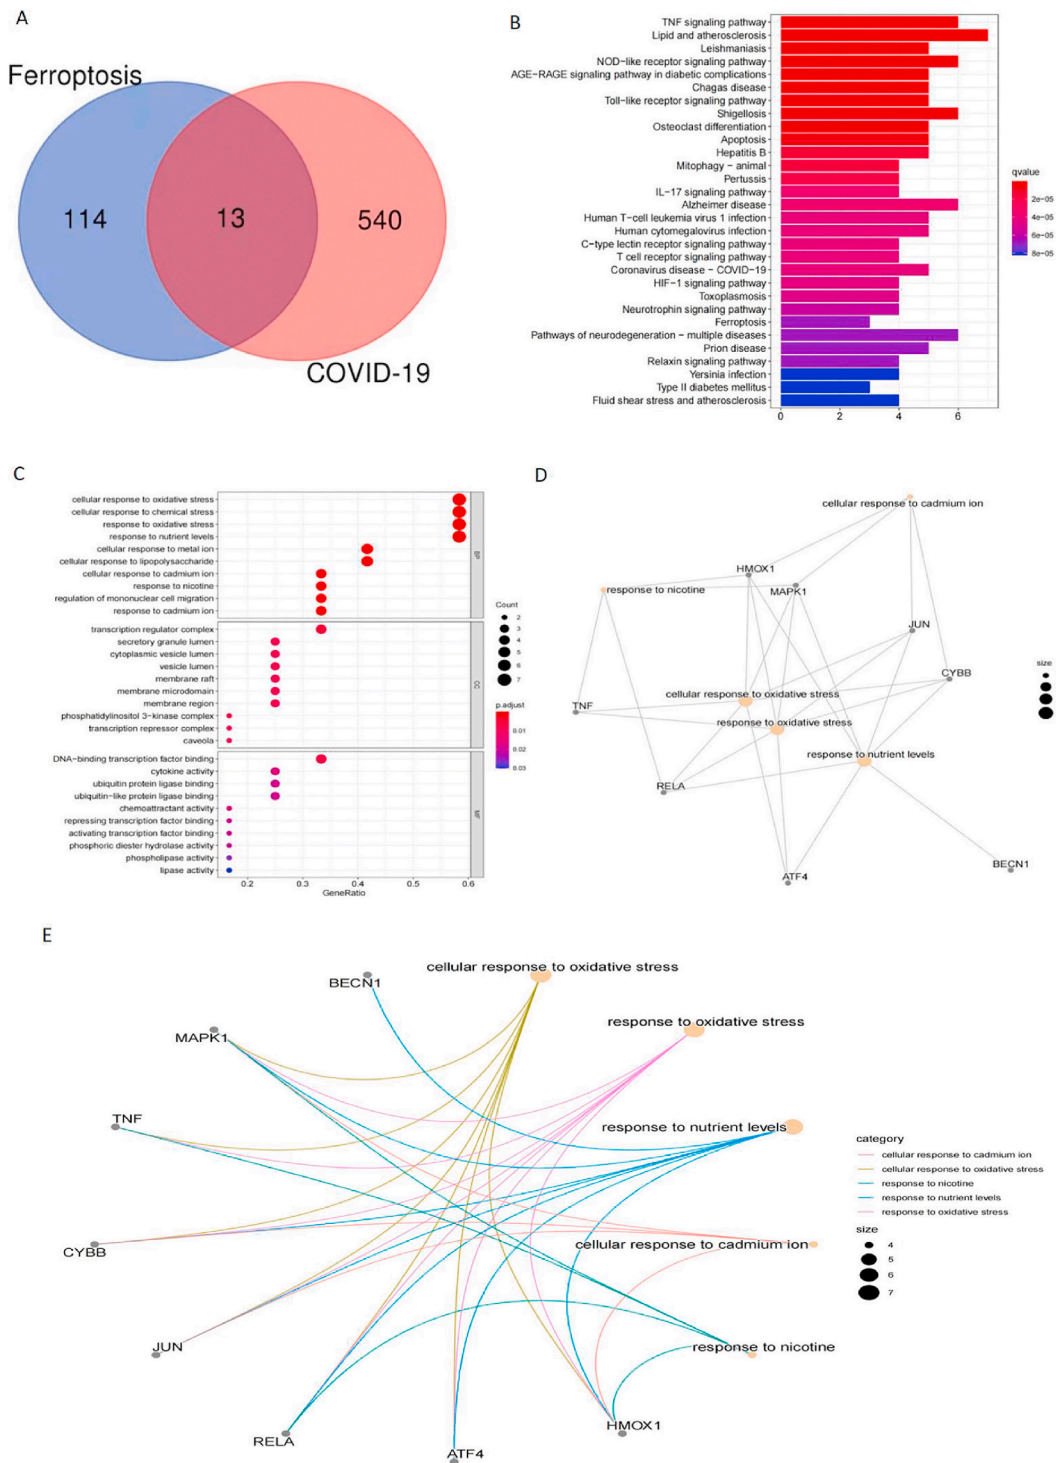 A
Ferroptosis
114
13
540
COVID-19
B
TNF signaling pathway
Lipid and atherosclerosis
Leishmaniasis
NOD-like receptor signaling pathway
AGE-RAGE signaling pathway in diabetic complications
Chagas disease
Toll-like receptor signaling pathway
Shigellosis
Osteoclast differentiation
Apoptosis
Hepatitis B
Mitophagy − animal
Pertussis
IL-17 signaling pathway
Alzheimer disease
Human T-cell leukemia virus 1 infection
Human cytomegalovirus infection
C-type lectin receptor signaling pathway
T cell receptor signaling pathway
Coronavirus disease − COVID-19
HIF-1 signaling pathway
Toxoplasmosis
Neurotrophin signaling pathway
Ferroptosis
Pathways of neurodegeneration − multiple diseases
Prion disease
Relaxin signaling pathway
Yersinia infection
Type II diabetes mellitus
Fluid shear stress and atherosclerosis
0 2 4 6
qvalue
2e−05
4e−05
6e−05
8e−05
C
cellular response to oxidative stress
cellular response to chemical stress
response to oxidative stress
response to nutrient levels
cellular response to metal ion
cellular response to lipopolysaccharide
cellular response to cadmium ion
response to nicotine
regulation of mononuclear cell migration
response to cadmium ion
BP
transcription regulator complex
secretory granule lumen
cytoplasmic vesicle lumen
vesicle lumen
membrane raft
membrane microdomain
membrane region
phosphatidylinositol 3−kinase complex
transcription repressor complex
caveola
CC
DNA-binding transcription factor binding
cytokine activity
ubiquitin protein ligase binding
ubiquitin-like protein ligase binding
chemoattractant activity
repressing transcription factor binding
activating transcription factor binding
phosphoric diester hydrolase activity
phospholipase activity
lipase activity
MF
0.2 0.3 0.4 0.5 0.6
GeneRatio
Count
2
3
4
5
6
7
p.adjust
0.01
0.02
0.03
D
cellular response to cadmium ion
HMOX1
response to nicotine
MAPK1
JUN
CYBB
cellular response to oxidative stress
TNF
response to oxidative stress
response to nutrient levels
RELA
BECN1
ATF4
size
E
cellular response to oxidative stress
BECN1
response to oxidative stress
MAPK1
TNF
response to nutrient levels
CYBB
cellular response to cadmium ion
JUN
response to nicotine
RELA
ATF4
HMOX1
category
cellular response to cadmium ion
cellular response to oxidative stress
response to nicotine
response to nutrient levels
response to oxidative stress
size
4
5
6
7